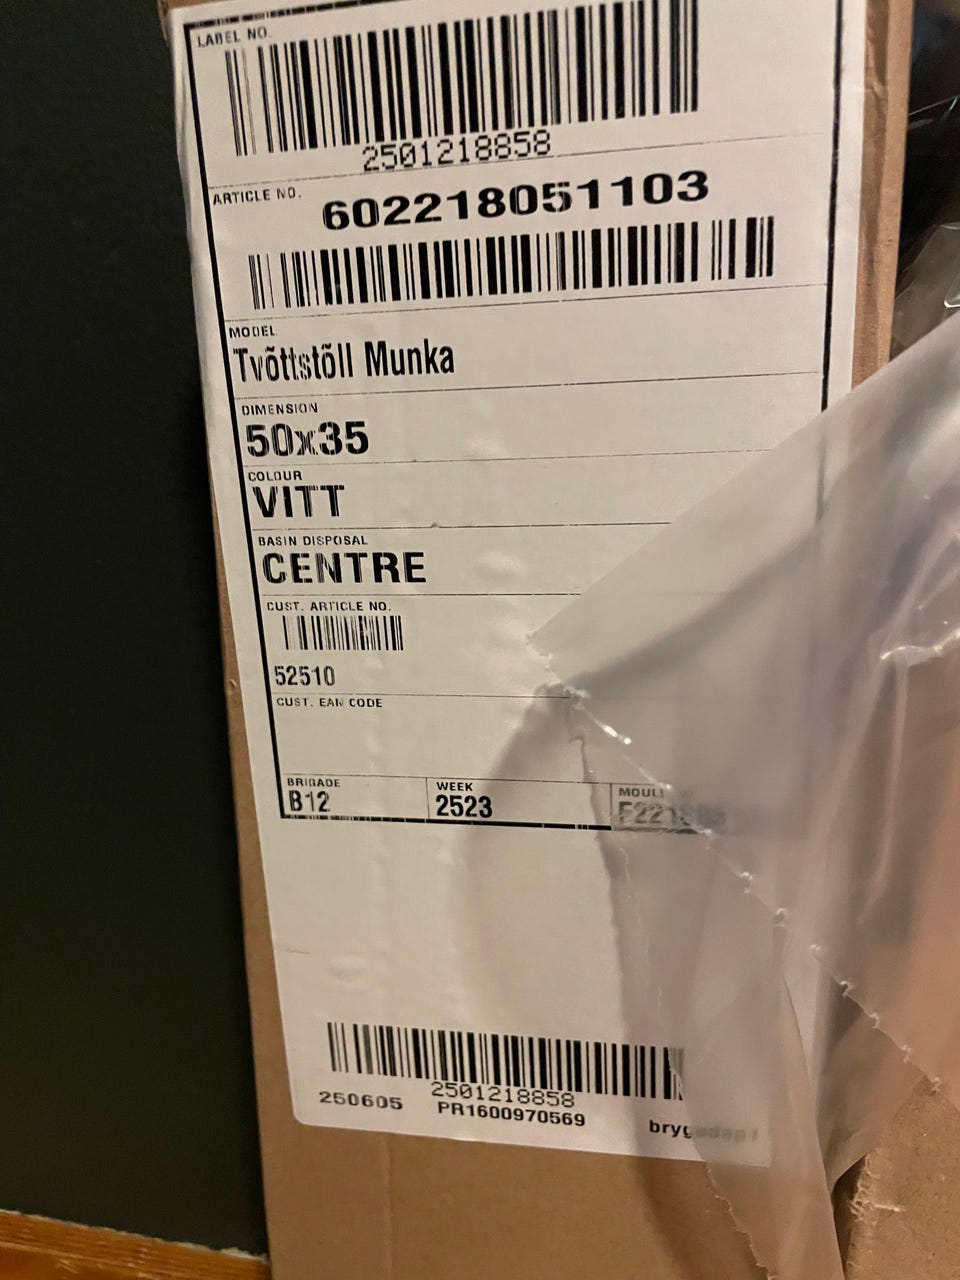 LABEL NO.
2501218858
ARTICLE NO.
602218051103
MODEL
Tvõttstõll Munka
DIMENSION
50x35
COLOUR
VITT
BASIN DISPOSAL
CENTRE
CUST. ARTICLE NO.
52510
CUST. EAN CODE
BRIGADE WEEK
B12 2523
2501218858
250605 PR1600970569